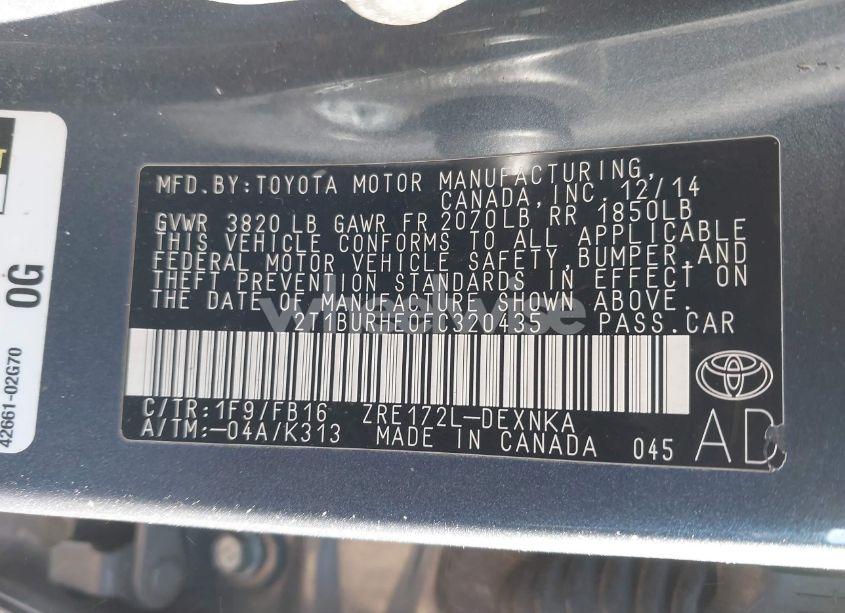 MFD.BY:TOYOTA MOTOR MANUFACTURING,
CANADA,INC. 12/14
GVWR 3820 LB GAWR FR 2070LB RR 1850LB
THIS VEHICLE CONFORMS TO ALL APPLICABLE
FEDERAL MOTOR VEHICLE SAFETY,BUMPER,AND
THEFT PREVENTION STANDARDS IN EFFECT ON
THE DATE OF MANUFACTURE SHOWN ABOVE.
2T1BURHE0FC320435 PASS.CAR
C/TR:1F9/FB16 ZRE172L-DEXNKA
A/TM:-04A/K313 MADE IN CANADA 045
AD
0G
42661-02G70